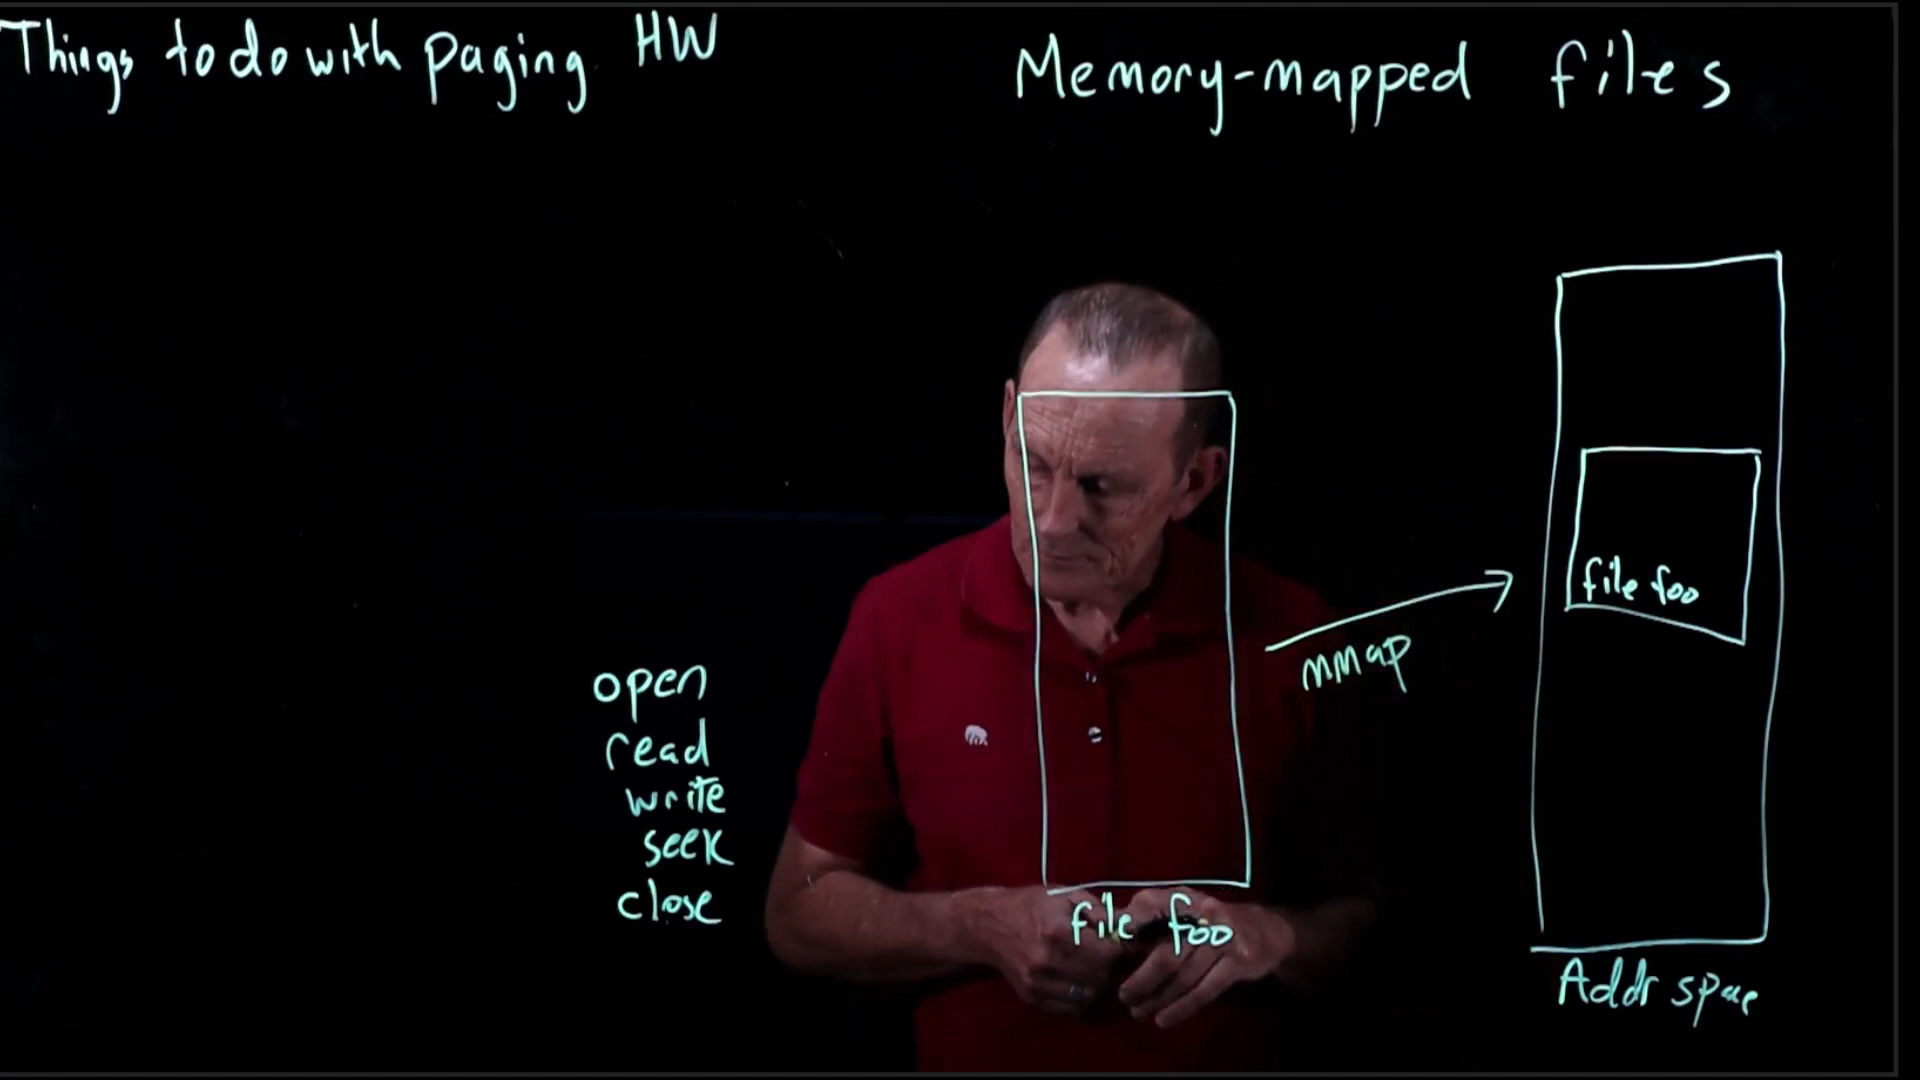 Things to do with paging HW
Memory-mapped files
open
read
write
seek
close
file foo
mmap
file foo
Addr space